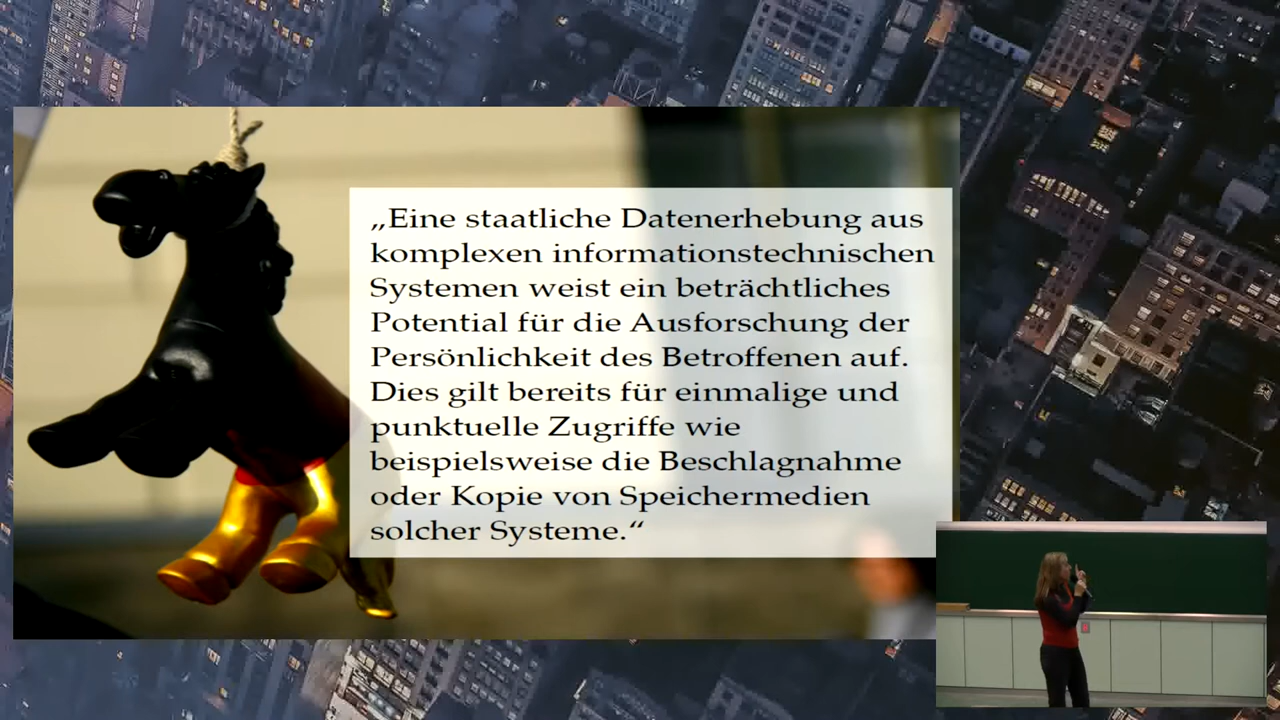 „Eine staatliche Datenerhebung aus
komplexen informationstechnischen
Systemen weist ein beträchtliches
Potential für die Ausforschung der
Persönlichkeit des Betroffenen auf.
Dies gilt bereits für einmalige und
punktuelle Zugriffe wie
beispielsweise die Beschlagnahme
oder Kopie von Speichermedien
solcher Systeme.“